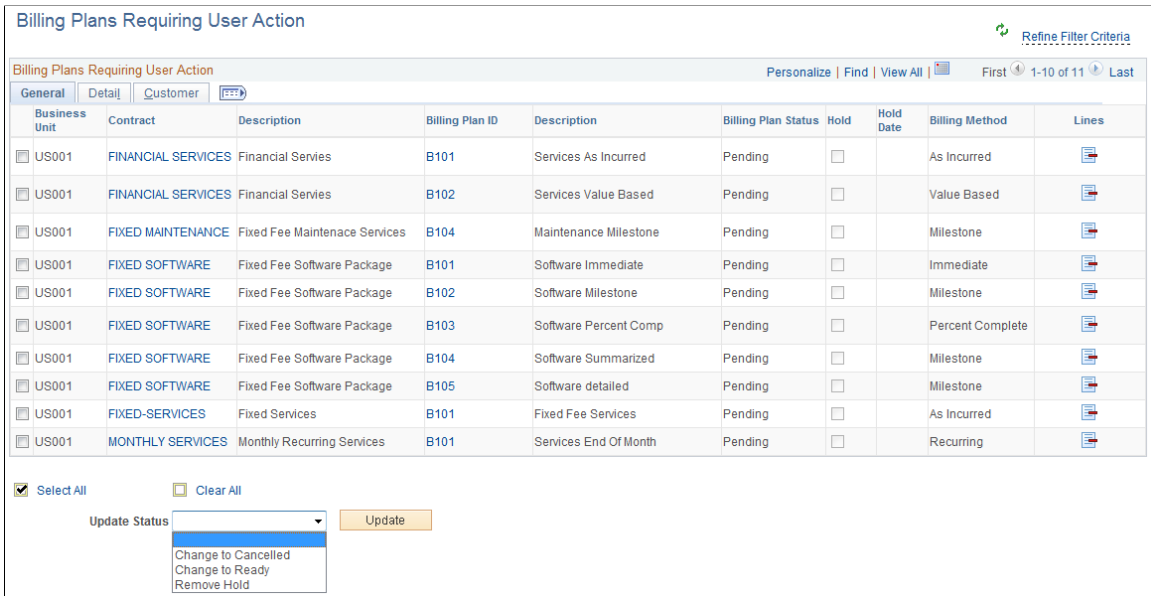 Billing Plans Requiring User Action
Refine Filter Criteria
Billing Plans Requiring User Action Personalize | Find | View All | First 1-10 of 11 Last
General Detail Customer
Business Unit Contract Description Billing Plan ID Description Billing Plan Status Hold Hold Date Billing Method Lines
US001 FINANCIAL SERVICES Financial Servies B101 Services As Incurred Pending As Incurred
US001 FINANCIAL SERVICES Financial Servies B102 Services Value Based Pending Value Based
US001 FIXED MAINTENANCE Fixed Fee Maintenace Services B104 Maintenance Milestone Pending Milestone
US001 FIXED SOFTWARE Fixed Fee Software Package B101 Software Immediate Pending Immediate
US001 FIXED SOFTWARE Fixed Fee Software Package B102 Software Milestone Pending Milestone
US001 FIXED SOFTWARE Fixed Fee Software Package B103 Software Percent Comp Pending Percent Complete
US001 FIXED SOFTWARE Fixed Fee Software Package B104 Software Summarized Pending Milestone
US001 FIXED SOFTWARE Fixed Fee Software Package B105 Software detailed Pending Milestone
US001 FIXED-SERVICES Fixed Services B101 Fixed Fee Services Pending As Incurred
US001 MONTHLY SERVICES Monthly Recurring Services B101 Services End Of Month Pending Recurring
Select All Clear All
Update Status Update
Change to Cancelled
Change to Ready
Remove Hold